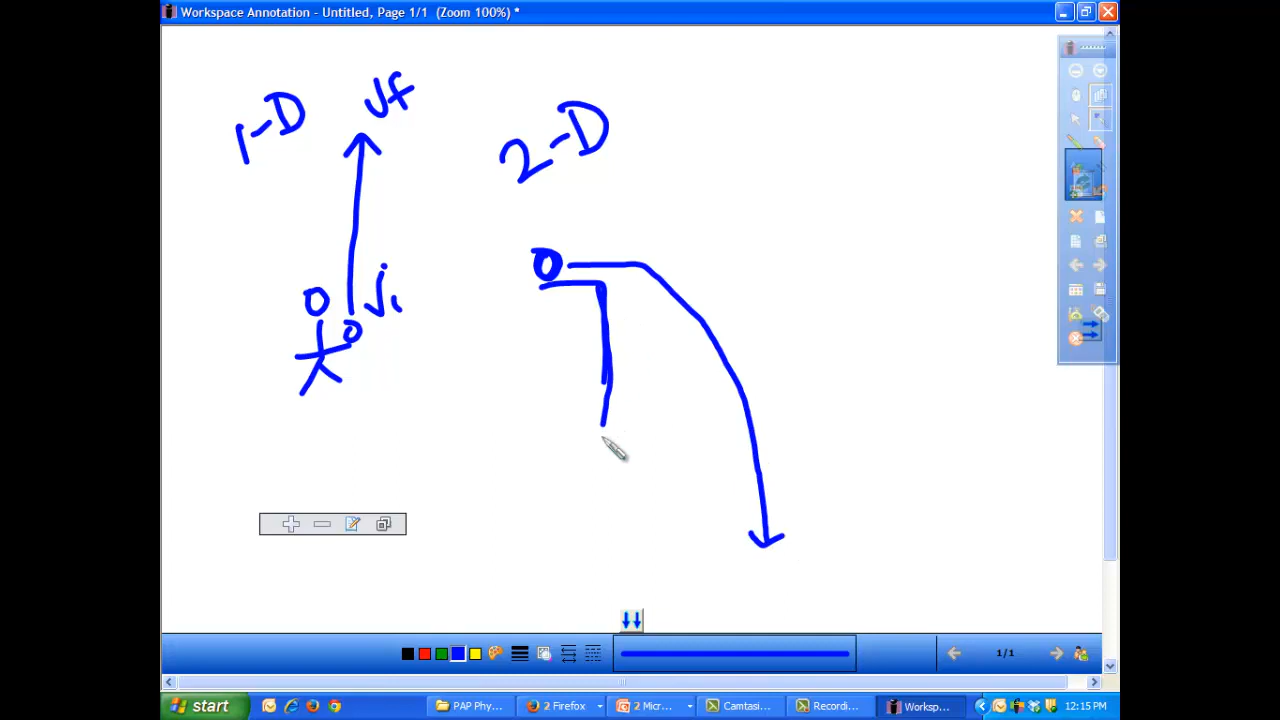 Workspace Annotation - Untitled, Page 1/1 (Zoom 100%) *
1-D
Vf
2-D
Vi
1/1
start
PAP Phy...
2 Firefox
2 Micr...
Camtasi...
Recordi...
Worksp...
12:15 PM